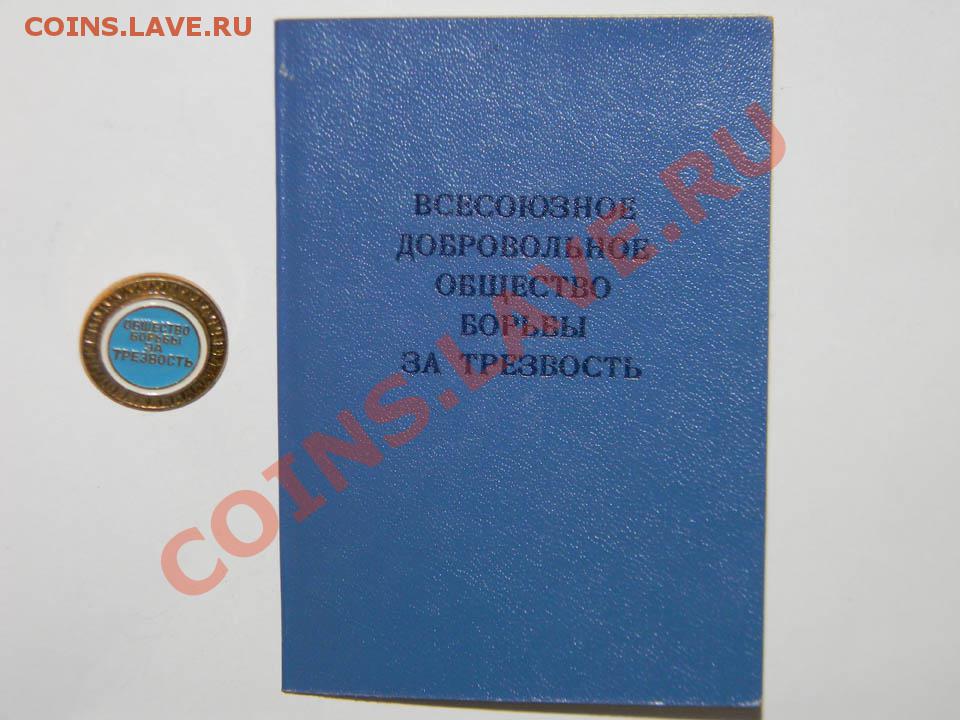 COINS.LAVE.RU
ВСЕСОЮЗНОЕ
ДОБРОВОЛЬНОЕ
ОБЩЕСТВО
БОРЬБЫ
ЗА ТРЕЗВОСТЬ
ОБЩЕСТВО
БОРЬБЫ
ЗА
ТРЕЗВОСТЬ
COINS.LAVE.RU